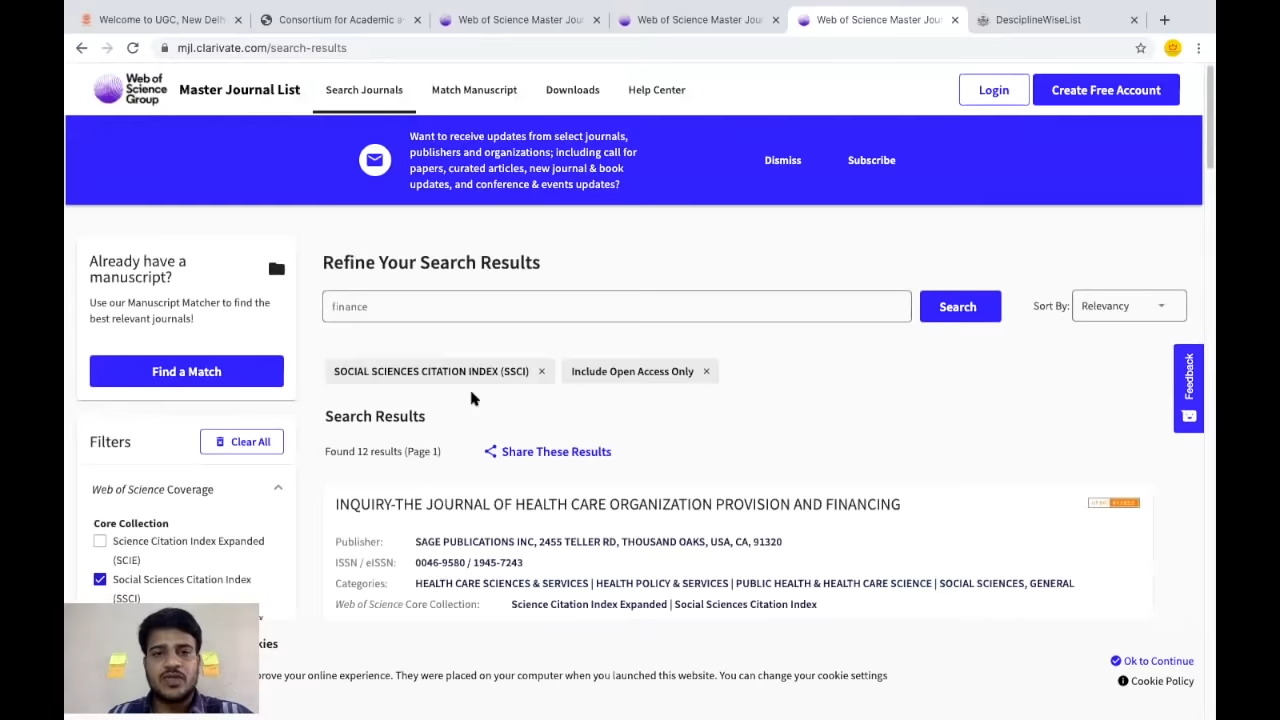 Welcome to UGC, New Delh
Consortium for Academic a
Web of Science Master Jou
Web of Science Master Jou
Web of Science Master Jou
DesciplineWiseList
mjl.clarivate.com/search-results
Web of Science Group
Master Journal List
Search Journals
Match Manuscript
Downloads
Help Center
Login
Create Free Account
Want to receive updates from select journals,
publishers and organizations; including call for
papers, curated articles, new journal & book
updates, and conference & events updates?
Dismiss
Subscribe
Already have a
manuscript?
Use our Manuscript Matcher to find the
best relevant journals!
Find a Match
Refine Your Search Results
finance
Search
Sort By:
Relevancy
SOCIAL SCIENCES CITATION INDEX (SSCI) ×
Include Open Access Only ×
Feedback
Search Results
Found 12 results (Page 1)
Share These Results
Filters
Clear All
Web of Science Coverage
Core Collection
Science Citation Index Expanded
(SCIE)
Social Sciences Citation Index
(SSCI)
INQUIRY-THE JOURNAL OF HEALTH CARE ORGANIZATION PROVISION AND FINANCING
Publisher: SAGE PUBLICATIONS INC, 2455 TELLER RD, THOUSAND OAKS, USA, CA, 91320
ISSN / eISSN: 0046-9580 / 1945-7243
Categories: HEALTH CARE SCIENCES & SERVICES | HEALTH POLICY & SERVICES | PUBLIC HEALTH & HEALTH CARE SCIENCE | SOCIAL SCIENCES, GENERAL
Web of Science Core Collection: Science Citation Index Expanded | Social Sciences Citation Index
kies
prove your online experience. They were placed on your computer when you launched this website. You can change your cookie settings
Ok to Continue
Cookie Policy